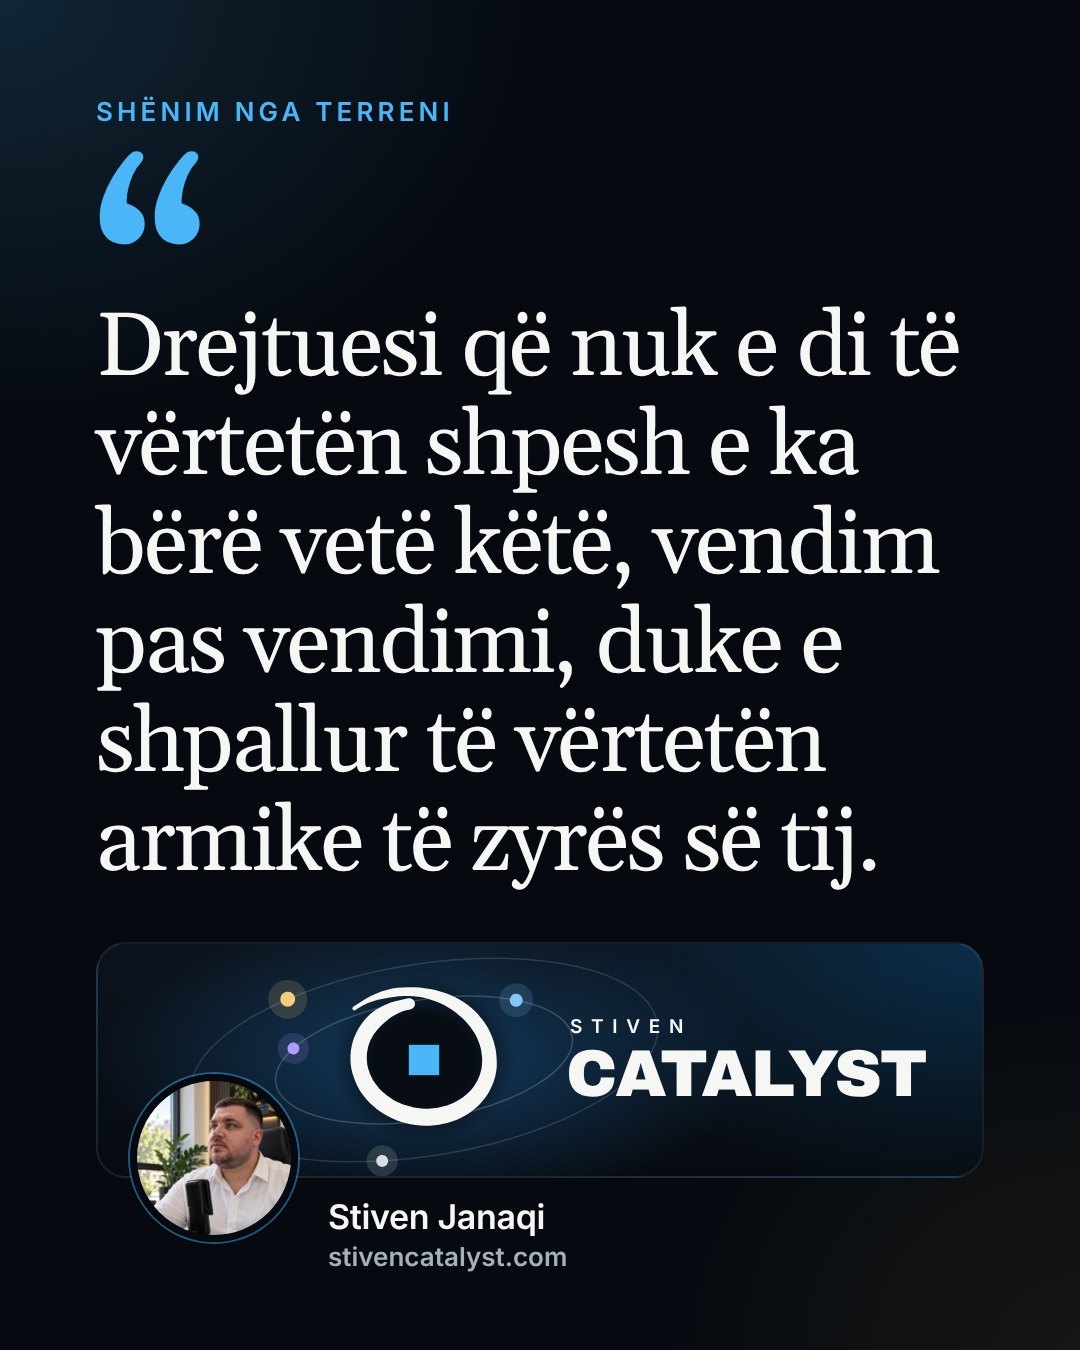 SHËNIM NGA TERRENI
“
Drejtuesi që nuk e di të
vërtetën shpesh e ka
bërë vetë këtë, vendim
pas vendimi, duke e
shpallur të vërtetën
armike të zyrës së tij.
STIVEN
CATALYST
Stiven Janaqi
stivencatalyst.com